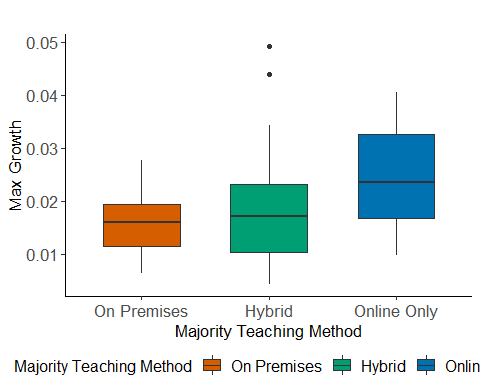 0.05
0.04
0.03
0.02
0.01
Max Growth
On Premises Hybrid Online Only
Majority Teaching Method
Majority Teaching Method On Premises Hybrid Onlin